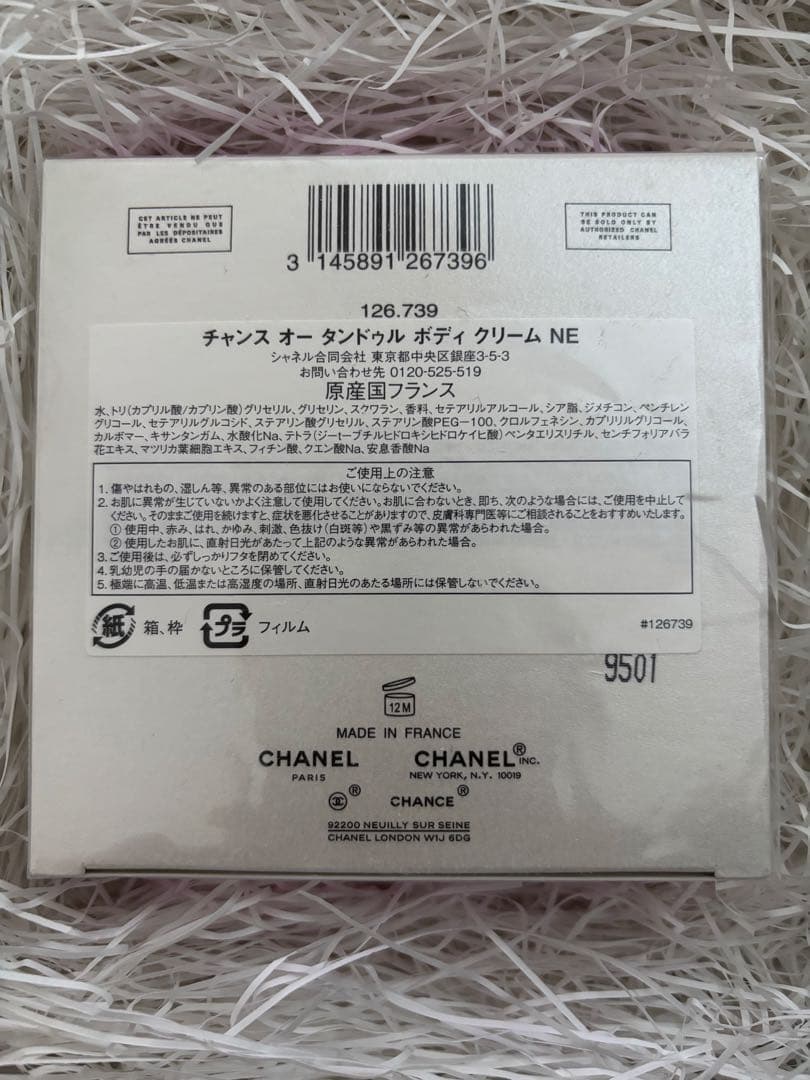 CET ARTICLE NE PEUT
ÊTRE VENDU QUE
PAR LES DÉPOSITAIRES
AGRÉÉS CHANEL
THIS PRODUCT CAN
BE SOLD ONLY BY
AUTHORIZED CHANEL
RETAILERS
3 145891 267396
126.739
チャンス オー タンドゥル ボディ クリーム NE
シャネル合同会社 東京都中央区銀座3-5-3
お問い合わせ先 0120-525-519
原産国フランス
水、トリ(カプリル酸/カプリン酸)グリセリル、グリセリン、スクワラン、香料、セテアリルアルコール、シア脂、ジメチコン、ペンチレン
グリコール、セテアリルグルコシド、ステアリン酸グリセリル、ステアリン酸PEG-100、クロルフェネシン、カプリリルグリコール、
カルボマー、キサンタンガム、水酸化Na、テトラ(ジ-t-ブチルヒドロキシヒドロケイヒ酸)ペンタエリスリチル、センチフォリアバラ
花エキス、マツリカ葉細胞エキス、フィチン酸、クエン酸Na、安息香酸Na
ご使用上の注意
1. 傷やはれもの、湿しん等、異常のある部位にはお使いにならないでください。
2. お肌に異常が生じていないかよく注意して使用してください。お肌に合わないとき、即ち、次のような場合には、ご使用を中止して
ください。そのままご使用を続けますと、症状を悪化させることがありますので、皮膚科専門医等にご相談されることをおすすめいたします。
① 使用中、赤み、はれ、かゆみ、刺激、色抜け(白斑等)や黒ずみ等の異常があらわれた場合。
② 使用したお肌に、直射日光があたって上記のような異常があらわれた場合。
3. ご使用後は、必ずしっかりフタを閉めてください。
4. 乳幼児の手の届かないところに保管してください。
5. 極端に高温、低温または高湿度の場所、直射日光のあたる場所には保管しないでください。
紙 箱、枠 プラ フィルム #126739
9501
12M
MADE IN FRANCE
CHANEL CHANEL® INC.
PARIS NEW YORK, N.Y. 10019
® CHANCE®
92200 NEUILLY SUR SEINE
CHANEL LONDON W1J 6DG